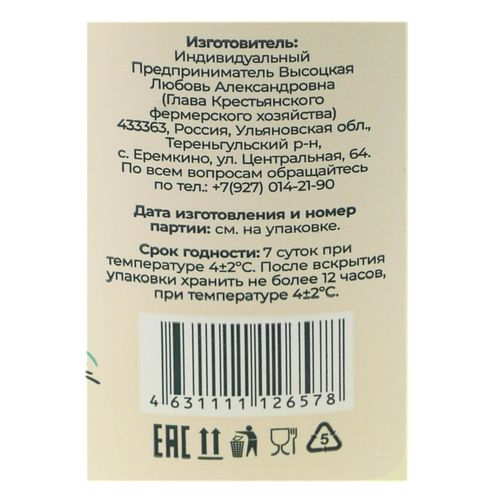 Изготовитель:
Индивидуальный
Предприниматель Высоцкая
Любовь Александровна
(Глава Крестьянского
фермерского хозяйства)
433363, Россия, Ульяновская обл.,
Тереньгульский р-н,
с. Еремкино, ул. Центральная, 64.
По всем вопросам обращайтесь
по тел.: +7(927) 014-21-90
Дата изготовления и номер
партии: см. на упаковке.
Срок годности: 7 суток при
температуре 4±2°С. После вскрытия
упаковки хранить не более 12 часов,
при температуре 4±2°С.
4 631111 126578
EAC 5